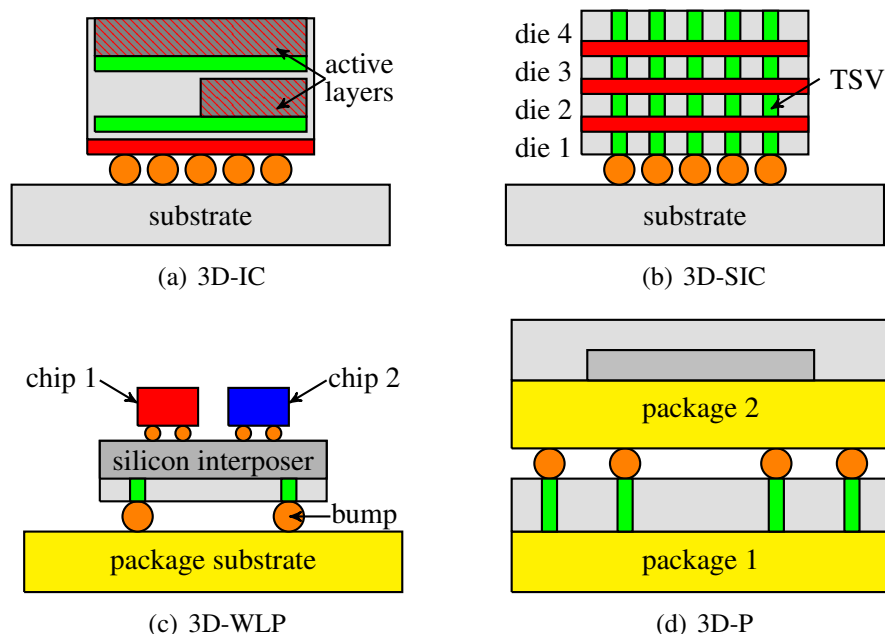 active
layers
substrate
(a) 3D-IC
die 4
die 3
die 2
die 1
TSV
substrate
(b) 3D-SIC
chip 1
chip 2
silicon interposer
bump
package substrate
(c) 3D-WLP
package 2
package 1
(d) 3D-P